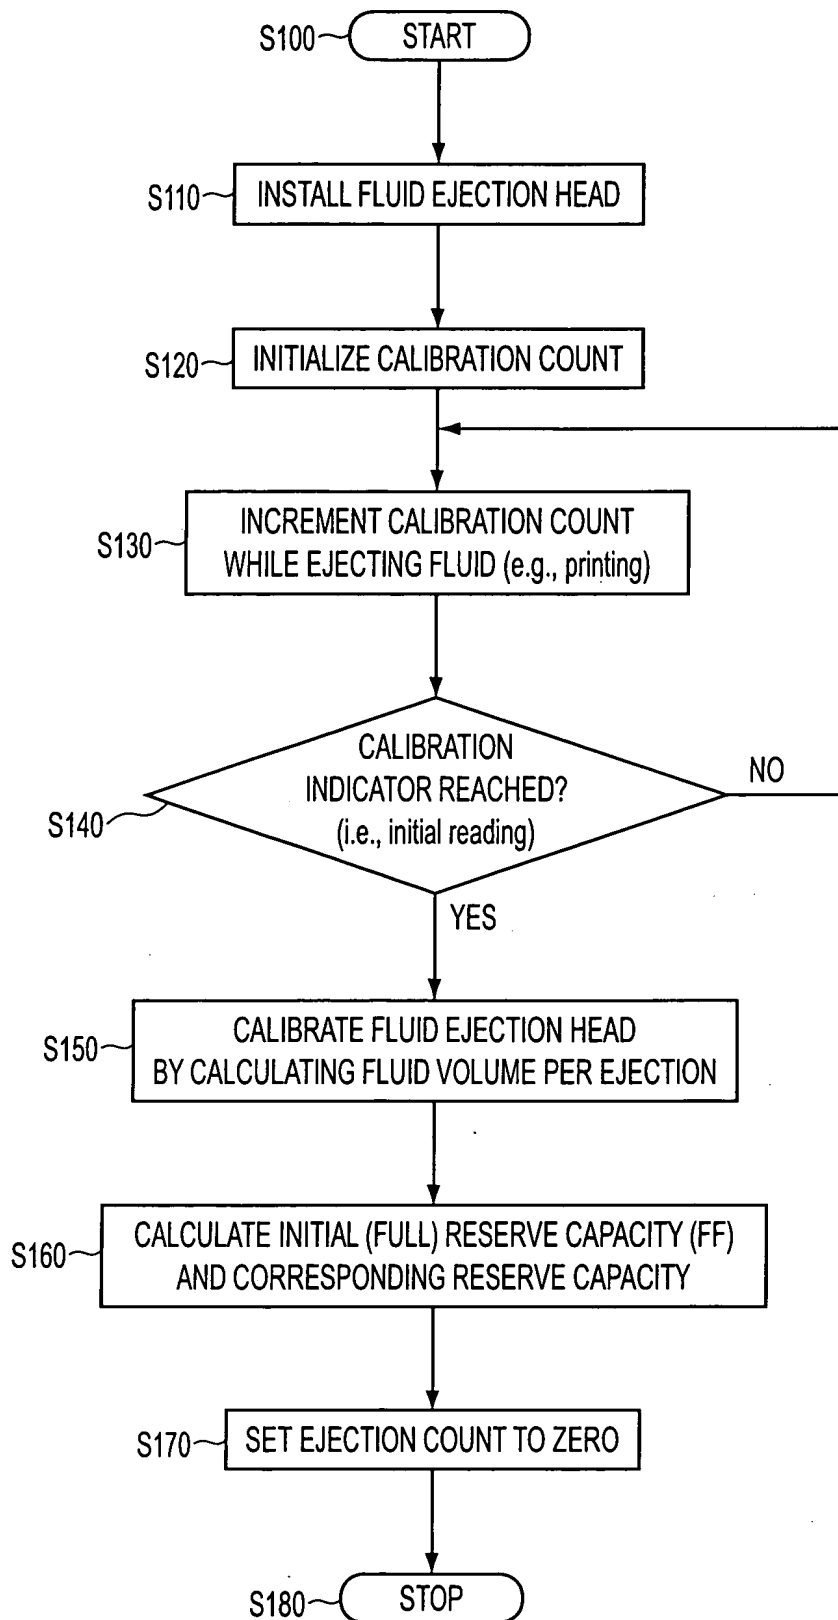 S100
START
S110
INSTALL FLUID EJECTION HEAD
S120
INITIALIZE CALIBRATION COUNT
S130
INCREMENT CALIBRATION COUNT
WHILE EJECTING FLUID (e.g., printing)
S140
CALIBRATION
INDICATOR REACHED?
(i.e., initial reading)
NO
YES
S150
CALIBRATE FLUID EJECTION HEAD
BY CALCULATING FLUID VOLUME PER EJECTION
S160
CALCULATE INITIAL (FULL) RESERVE CAPACITY (FF)
AND CORRESPONDING RESERVE CAPACITY
S170
SET EJECTION COUNT TO ZERO
S180
STOP